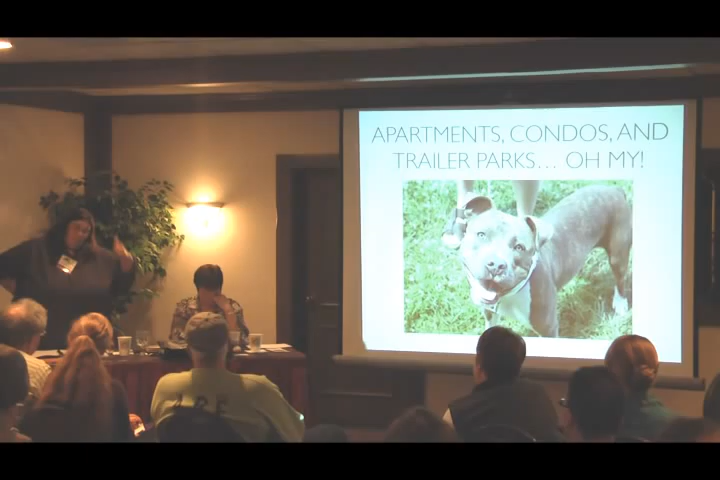 APARTMENTS, CONDOS, AND
TRAILER PARKS... OH MY!